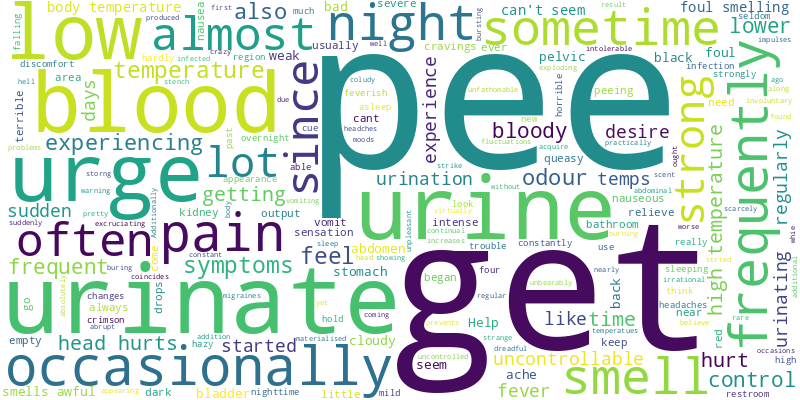 low
body temperature
nausea
produced
first
much
severe
bad
can't seem
foul smelling
seldom
result
impulses
falling
almost
also
night
usually
well
cravings
ever
sometime
bursting
foul
lower
hardly
crazy
infected
weak
region
pelvic
black
intolerable
infection
discomfort
temperature
blood
area
days
since
feverish
coludy
asleep
cant
exploding
peeing
strongly
hell
stench
due
headaches
moods
experience
unfathomable
horrible
new
need
ago
along
involuntary
terrible
overnight
cue
past
pee
bloody
fluctuations
acquire
practically
desire
strong
high temperature
found
experiencing
lot
able
strike
queasy
ought
frequently
regularly
problems
storng
urge
getting
urination
odour
temps
scent
without
abdominal
appearance
warning
Additionally
body
vomiting
urine
look
virtually
nauseous
scarcely
sudden
pretty
kidney
output
vomit
sensation
intense
bathroom
relieve
worse
while
suddenly
excruciating
often
pain
constant
feel
abdomen
sleep
head
showing
unpleasant
continual
increases
trouble
constantly
burning
really
urinating
additional
frequent
buring
coincides
symptoms
stomach
began
four
use
nearly
back
sleeping
irrational
think
go
absolutely
urinate
drops
come
migraines
yet
get
unbearably
regular
like
time
headaches
strted
changes
always
crimson
hold
coming
Help
temperatues
near
red
rare
empty
abrupt
head hurts
addition
hazy
started
materialised
cloudy
prevents
strange
keep
believe
occasions
occasionally
seem
uncontrolled
dreadful
uncontrollable
ache
hurt
high
smells awful
appearing
dark
bladder
nighttime
little
mild
fever
smell
control
restroom